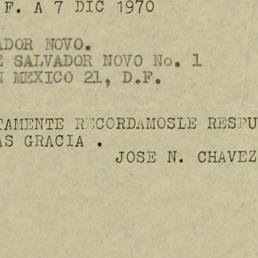 F. A 7 DIC 1970
ADOR NOVO.
E SALVADOR NOVO No. 1
N MEXICO 21, D.F.
TAMENTE RECORDAMOSLE RESPU
AS GRACIA .
JOSE N. CHAVEZ